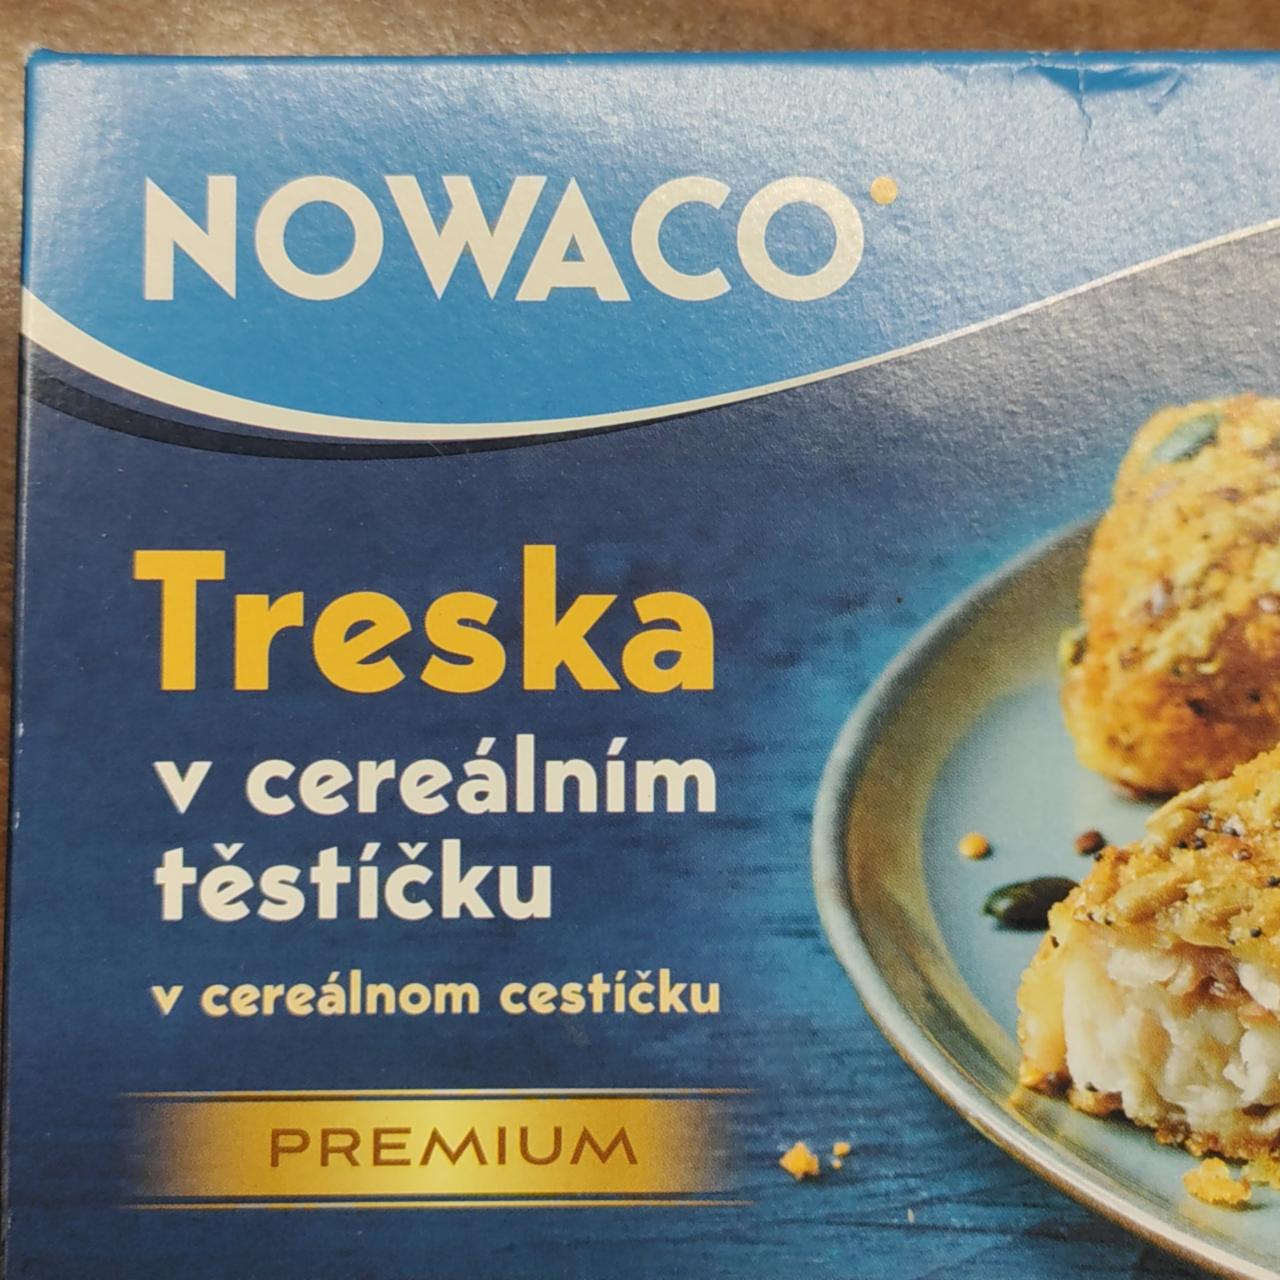 NOWACO
Treska
v cereálním
těstíčku
v cereálnom cestíčku
PREMIUM